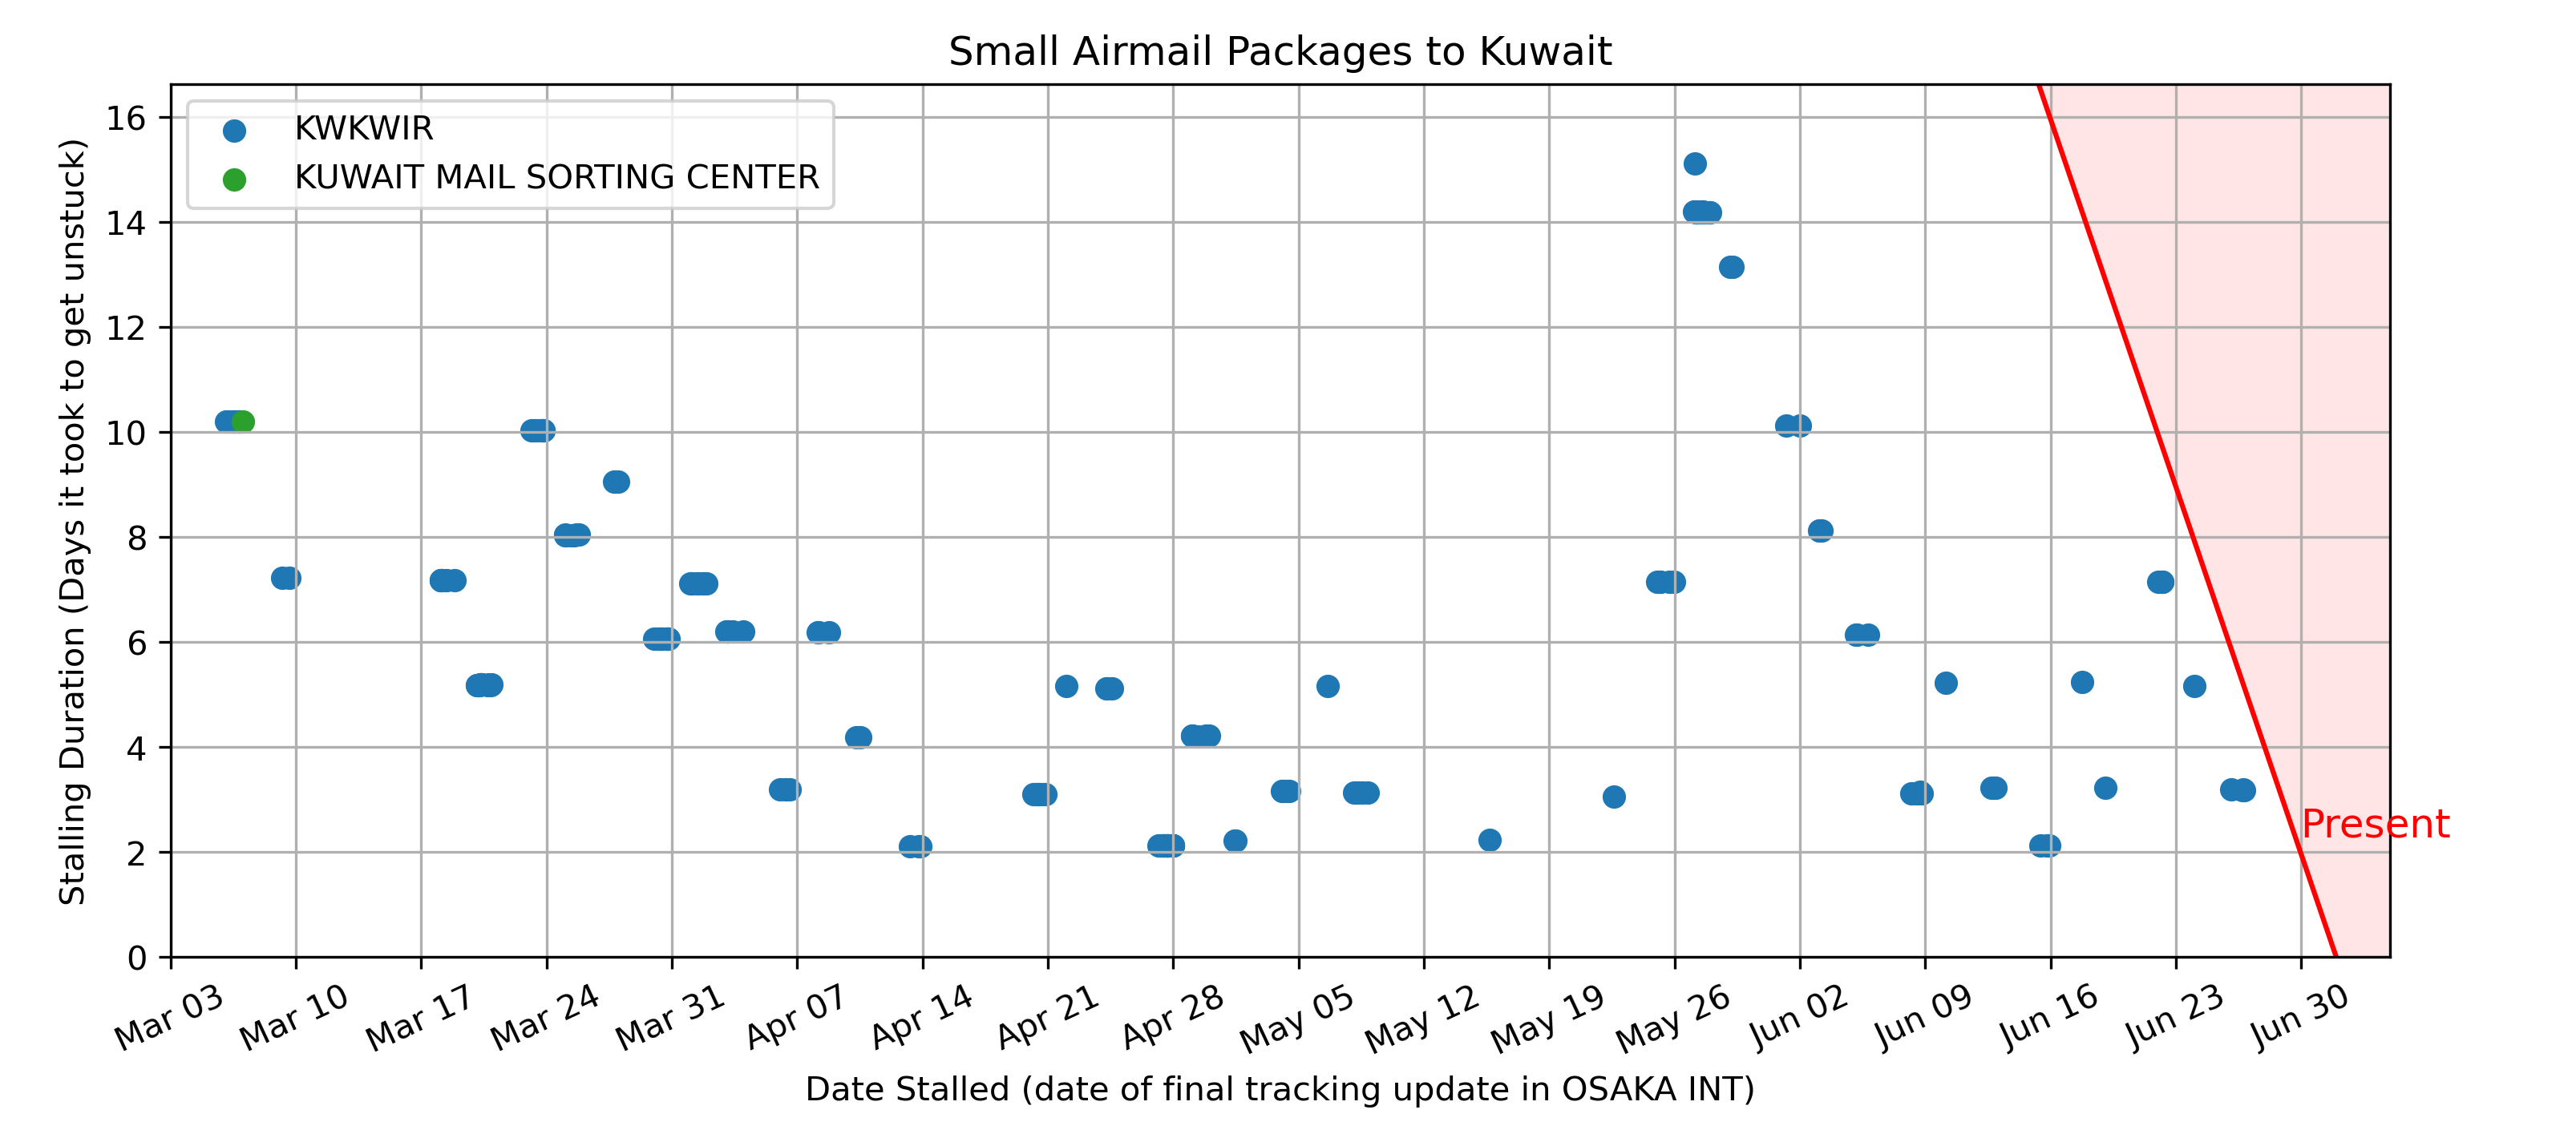 Small Airmail Packages to Kuwait
KWKWIR
KUWAIT MAIL SORTING CENTER
Stalling Duration (Days it took to get unstuck)
16
14
12
10
8
6
4
2
0
Present
Mar 03
Mar 10
Mar 17
Mar 24
Mar 31
Apr 07
Apr 14
Apr 21
Apr 28
May 05
May 12
May 19
May 26
Jun 02
Jun 09
Jun 16
Jun 23
Jun 30
Date Stalled (date of final tracking update in OSAKA INT)